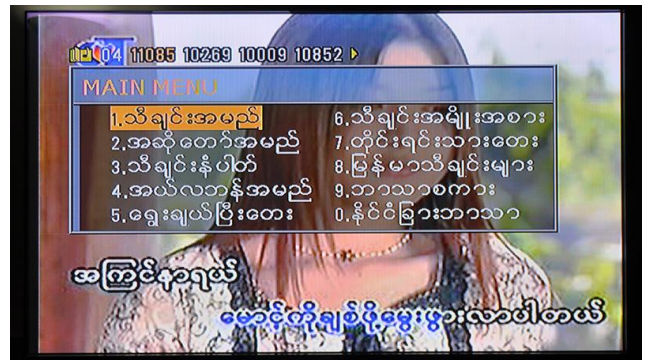 04 11085 10269 10009 10852
MAIN MENU
1.သီချင်းအမည်
2.အဆိုတော်အမည်
3.သီချင်းနံပါတ်
4.အယ်လဘန်အမည်
5.ရွေးချယ်ပြီးတေး
6.သီချင်းအမျိုးအစား
7.တိုင်းရင်းသားတေး
8.မြန်မာသီချင်းများ
9.ဘာသာစကား
0.နိုင်ငံခြားဘာသာ
အကြင်နာရယ်
မောင့်ကိုချစ်ဖို့မွေးဖွားလာပါတယ်